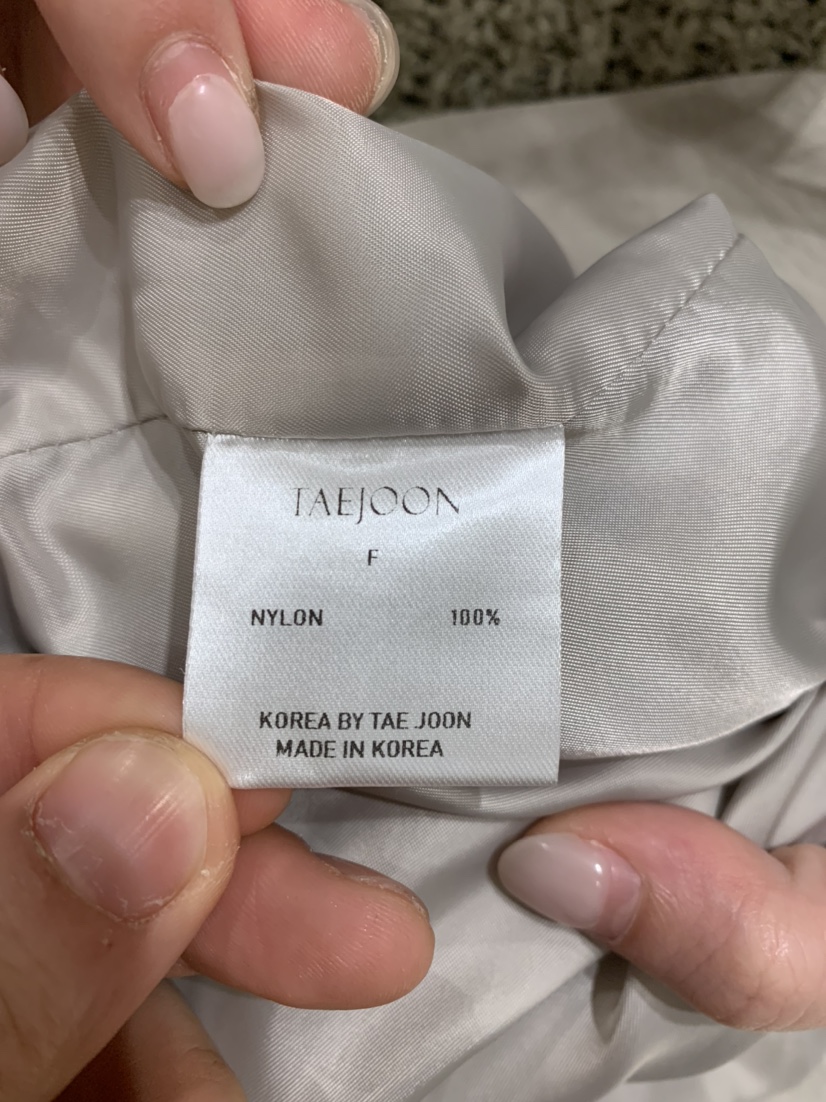 TAEJOON
F
NYLON 100%
KOREA BY TAE JOON
MADE IN KOREA